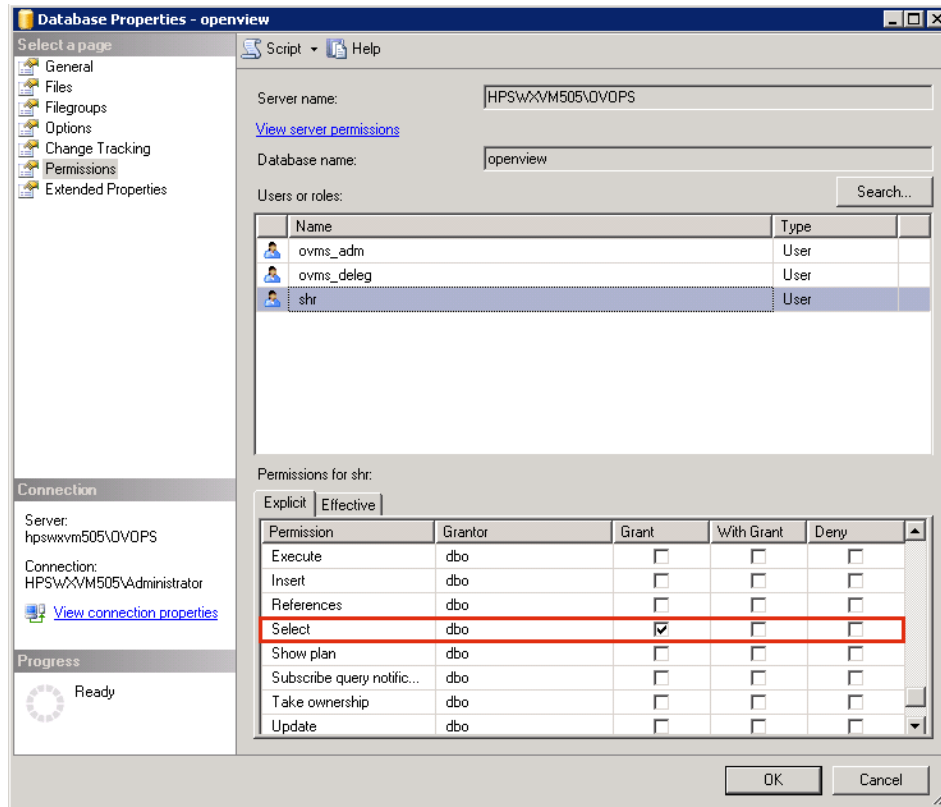 Database Properties - openview
Select a page
General
Files
Filegroups
Options
Change Tracking
Permissions
Extended Properties
Script Help
Server name: HPSWXVM505\OVOPS
View server permissions
Database name: openview
Users or roles: Search...
Name Type
ovms_adm User
ovms_deleg User
shr User
Permissions for shr:
Explicit Effective
Permission Grantor Grant With Grant Deny
Execute dbo
Insert dbo
References dbo
Select dbo
Show plan dbo
Subscribe query notific... dbo
Take ownership dbo
Update dbo
Connection
Server:
hpswxvm505\OVOPS
Connection:
HPSWXVM505\Administrator
View connection properties
Progress
Ready
OK Cancel